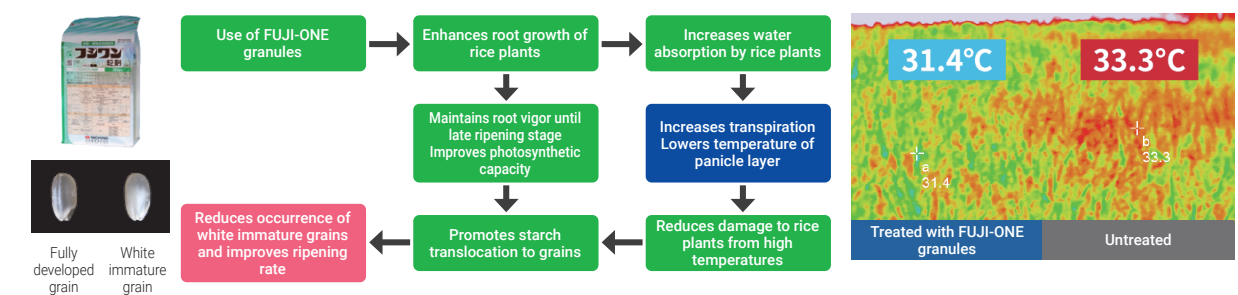 フジワン
粒剤
Use of FUJI-ONE
granules
Enhances root growth of
rice plants
Increases water
absorption by rice plants
Maintains root vigor until
late ripening stage
Improves photosynthetic
capacity
Increases transpiration
Lowers temperature of
panicle layer
Reduces occurrence of
white immature grains
and improves ripening
rate
Promotes starch
translocation to grains
Reduces damage to rice
plants from high
temperatures
Fully
developed
grain
White
immature
grain
31.4°C
33.3°C
a
31.4
b
33.3
Treated with FUJI-ONE
granules
Untreated